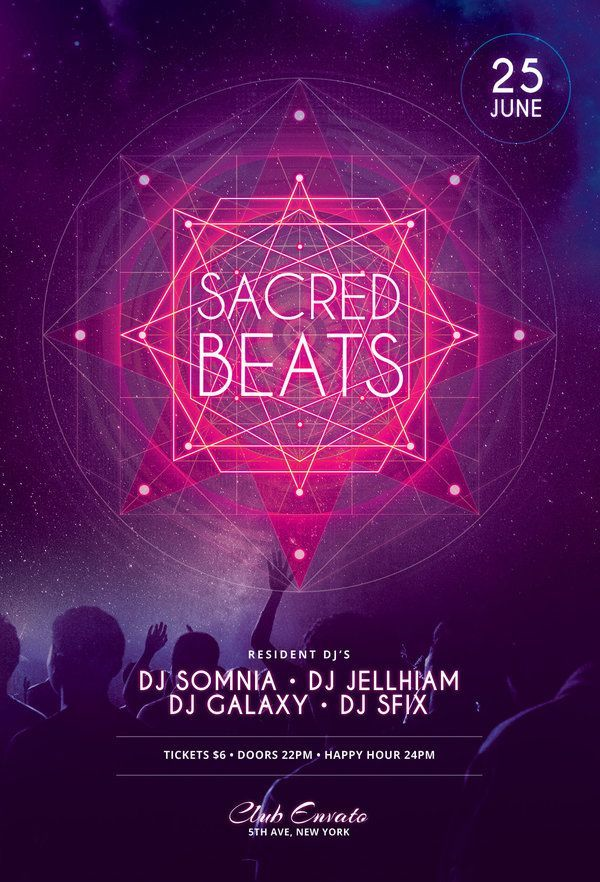 25
JUNE
SACRED
BEATS
RESIDENT DJ'S
DJ SOMNIA • DJ JELLHIAM
DJ GALAXY • DJ SFIX
TICKETS $6 • DOORS 22PM • HAPPY HOUR 24PM
Club Envato
5TH AVE, NEW YORK